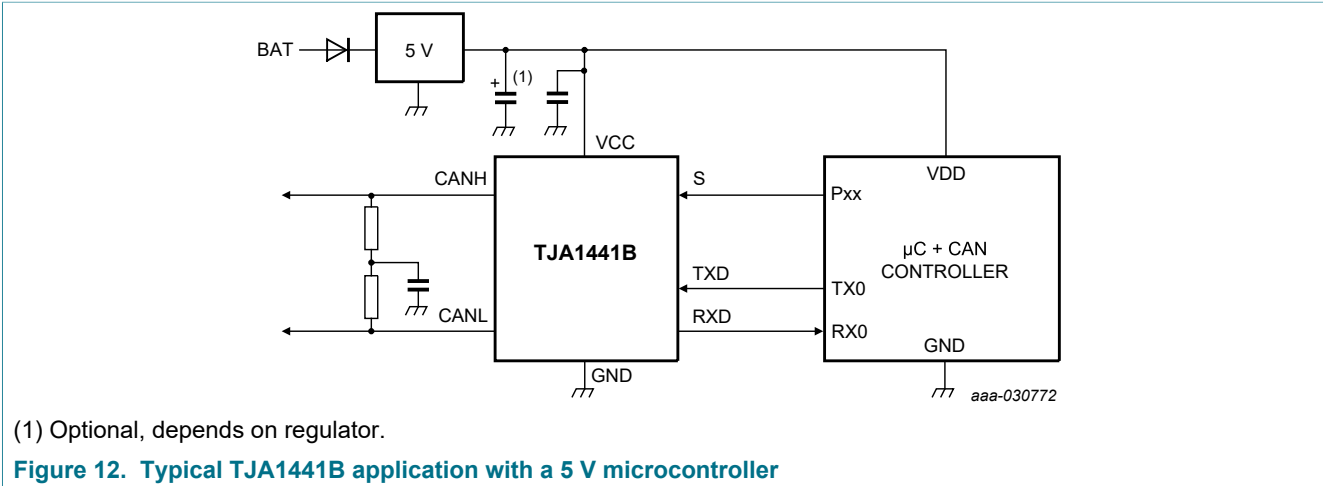 BAT
5 V
+
(1)
VCC
CANH
S
Pxx
VDD
TJA1441B
µC + CAN
CONTROLLER
TXD
TX0
CANL
RXD
RX0
GND
GND
aaa-030772
(1) Optional, depends on regulator.
Figure 12. Typical TJA1441B application with a 5 V microcontroller